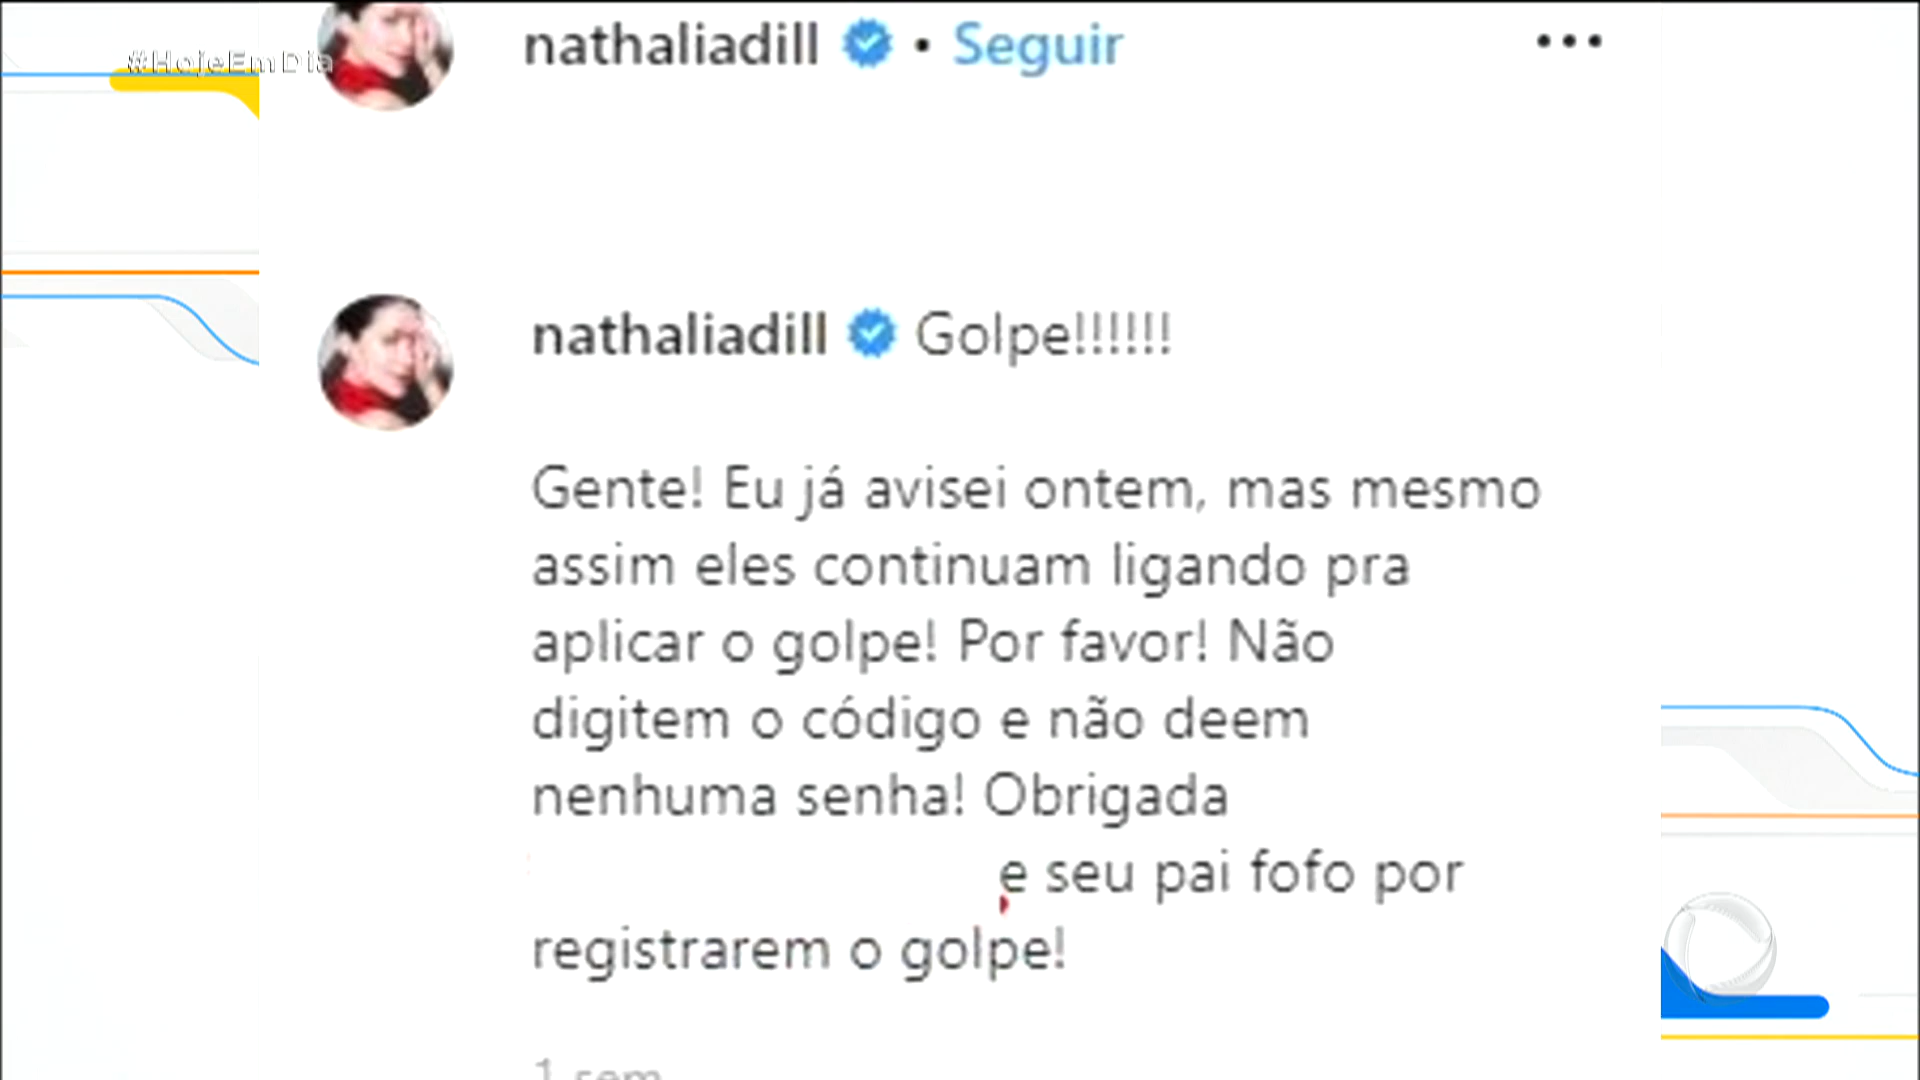 #HojeEmDia
nathaliadill • Seguir •••
nathaliadill Golpe!!!!!!
Gente! Eu já avisei ontem, mas mesmo
assim eles continuam ligando pra
aplicar o golpe! Por favor! Não
digitem o código e não deem
nenhuma senha! Obrigada
e seu pai fofo por
registrarem o golpe!
1 sem